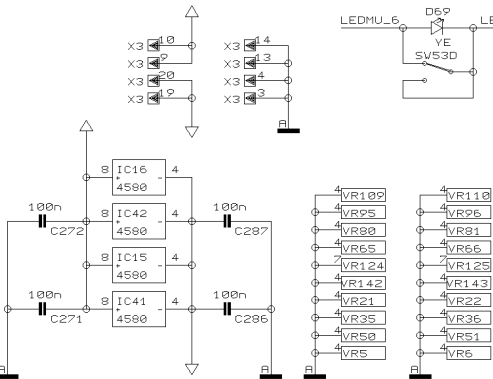 D69
LEDMU_6
LE
YE
SW53D
X3 10
X3 9
X3 20
X3 19
X3 14
X3 13
X3 4
X3 3
A
8 IC16 4
+ -
4580
100n
C272
8 IC42 4
+ -
4580
100n
C287
8 IC15 4
+ -
4580
100n
C271
8 IC41 4
+ -
4580
100n
C286
A
A
4 VR109
4 VR95
4 VR80
4 VR65
7 VR124
4 VR142
4 VR21
4 VR35
4 VR50
4 VR5
A
4 VR110
4 VR96
4 VR81
4 VR66
7 VR125
4 VR143
4 VR22
4 VR36
4 VR51
4 VR6
A